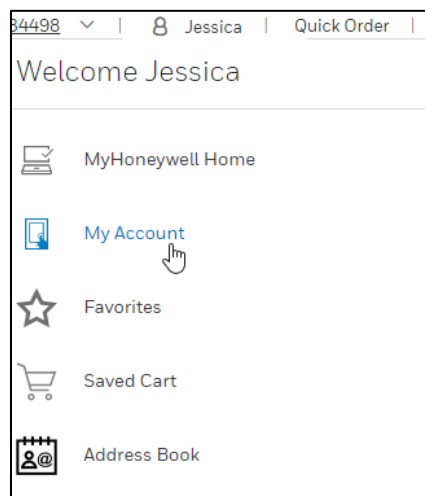 34498 | Jessica | Quick Order |
Welcome Jessica
MyHoneywell Home
My Account
Favorites
Saved Cart
Address Book